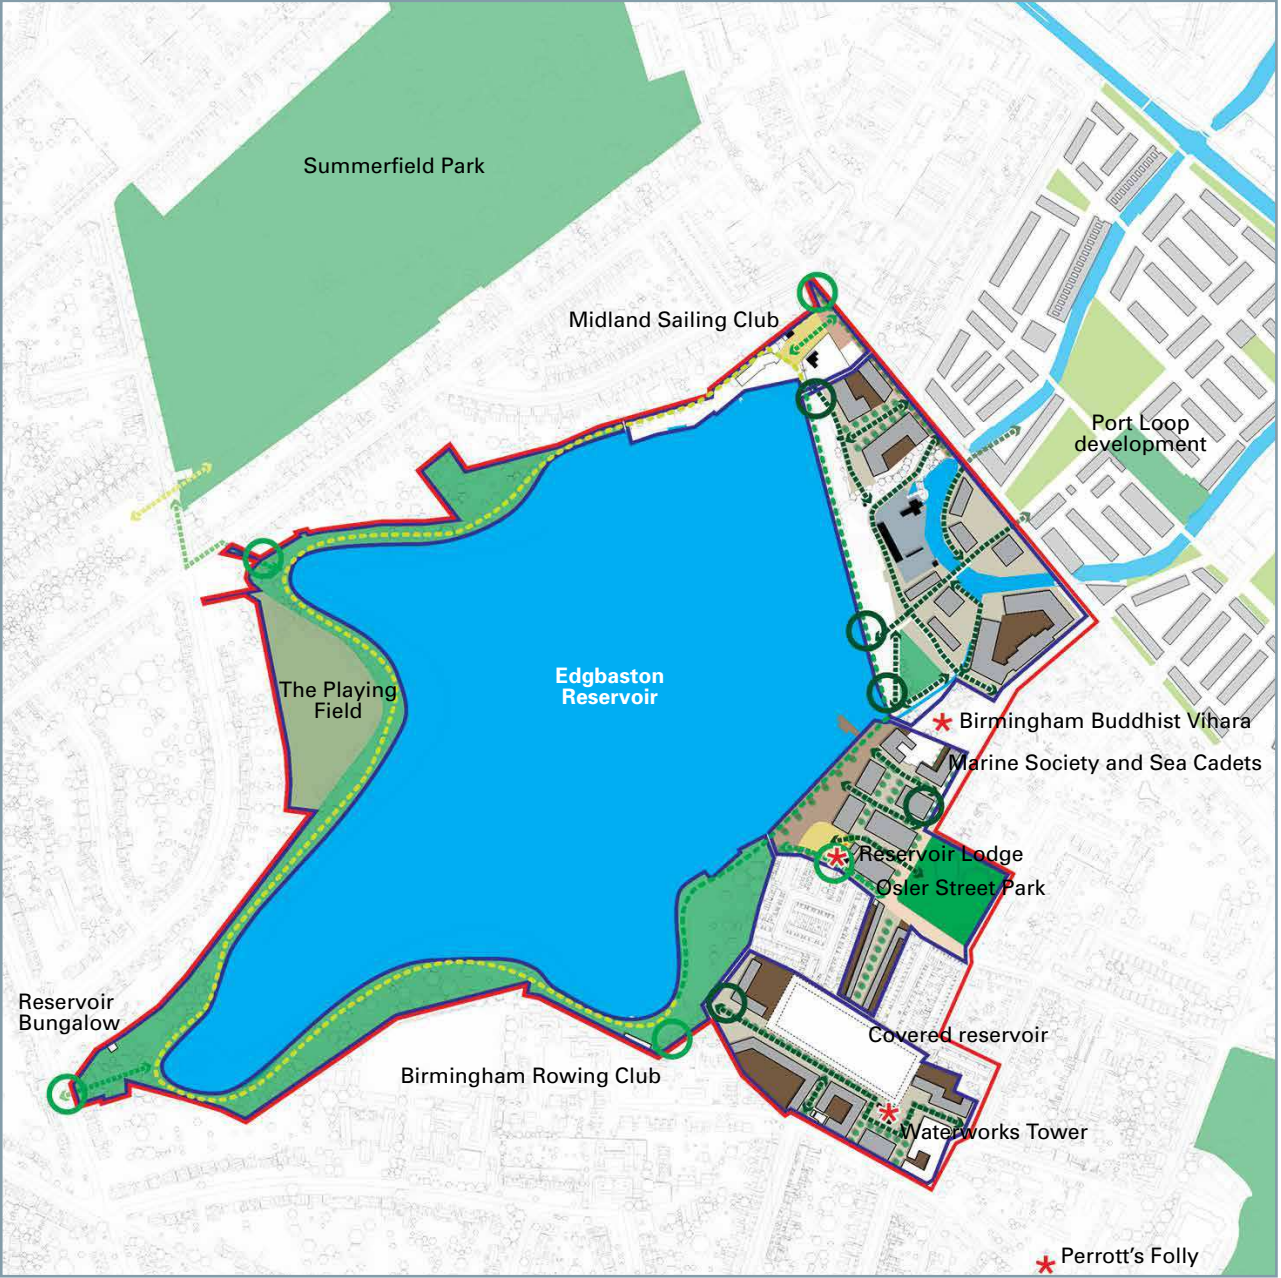 Summerfield Park
Midland Sailing Club
Port Loop
development
Edgbaston
Reservoir
The Playing
Field
Birmingham Buddhist Vihara
Marine Society and Sea Cadets
Reservoir Lodge
Osler Street Park
Reservoir
Bungalow
Covered reservoir
Birmingham Rowing Club
Waterworks Tower
Perrott's Folly